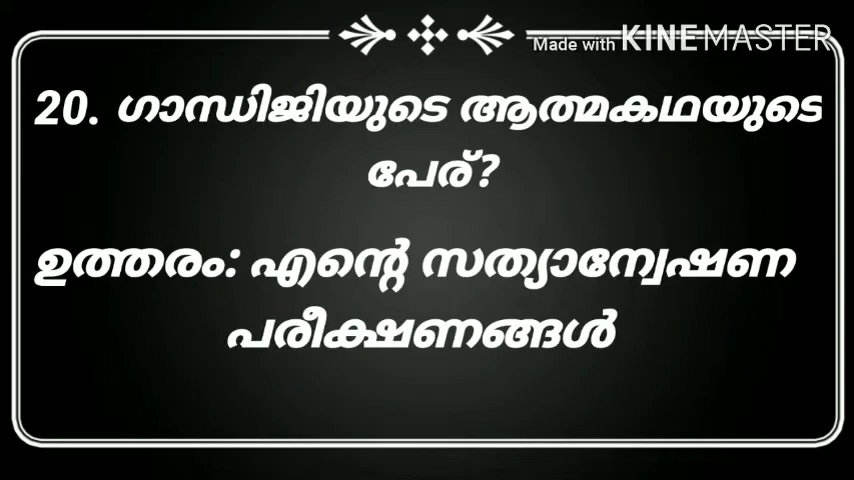 Made with KINEMASTER
20. ഗാന്ധിജിയുടെ ആത്മകഥയുടെ
പേര്?
ഉത്തരം: എന്റെ സത്യാന്വേഷണ
പരീക്ഷണങ്ങൾ